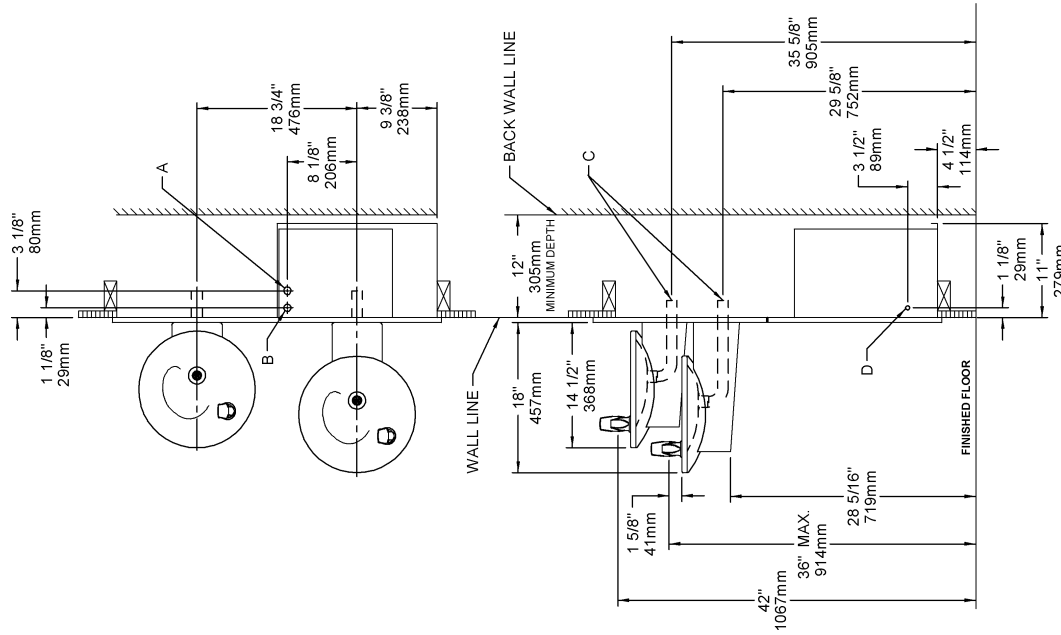 3 1/8"
80mm
1 1/8"
29mm
A
B
18 3/4"
476mm
8 1/8"
206mm
9 3/8"
238mm
BACK WALL LINE
WALL LINE
C
12"
305mm
MINIMUM DEPTH
35 5/8"
905mm
29 5/8"
752mm
3 1/2"
89mm
4 1/2"
114mm
1 1/8"
29mm
11"
279mm
D
18"
457mm
14 1/2"
368mm
FINISHED FLOOR
1 5/8"
41mm
28 5/16"
719mm
36" MAX.
914mm
42"
1067mm